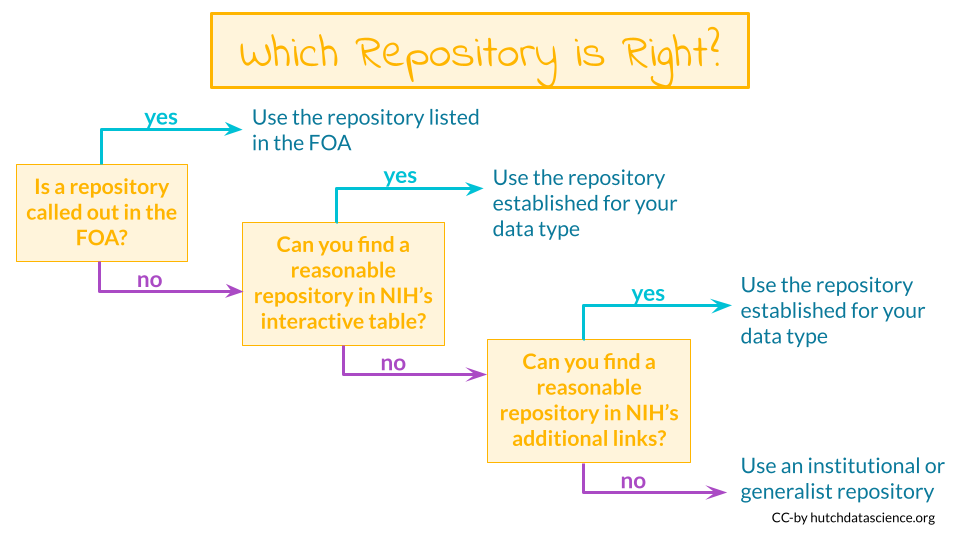 Which Repository is Right?
yes
Use the repository listed
in the FOA
Is a repository
called out in the
FOA?
no
yes
Use the repository
established for your
data type
Can you find a
reasonable
repository in NIH’s
interactive table?
no
yes
Use the repository
established for your
data type
Can you find a
reasonable
repository in NIH’s
additional links?
no
Use an institutional or
generalist repository
CC-by hutchdatascience.org